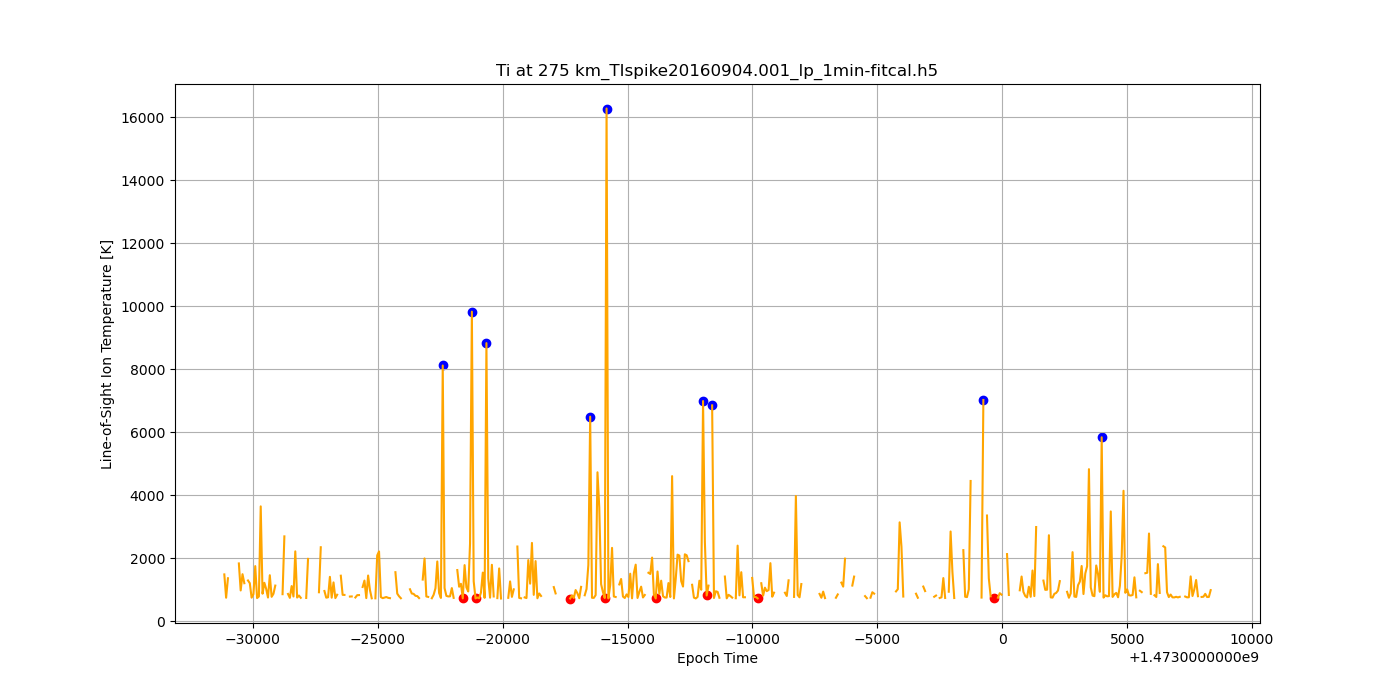 Ti at 275 km_TIspike20160904.001_lp_1min-fitcal.h5
Line-of-Sight Ion Temperature [K]
16000
14000
12000
10000
8000
6000
4000
2000
0
−30000 −25000 −20000 −15000 −10000 −5000 0 5000 10000
Epoch Time
+1.4730000000e9